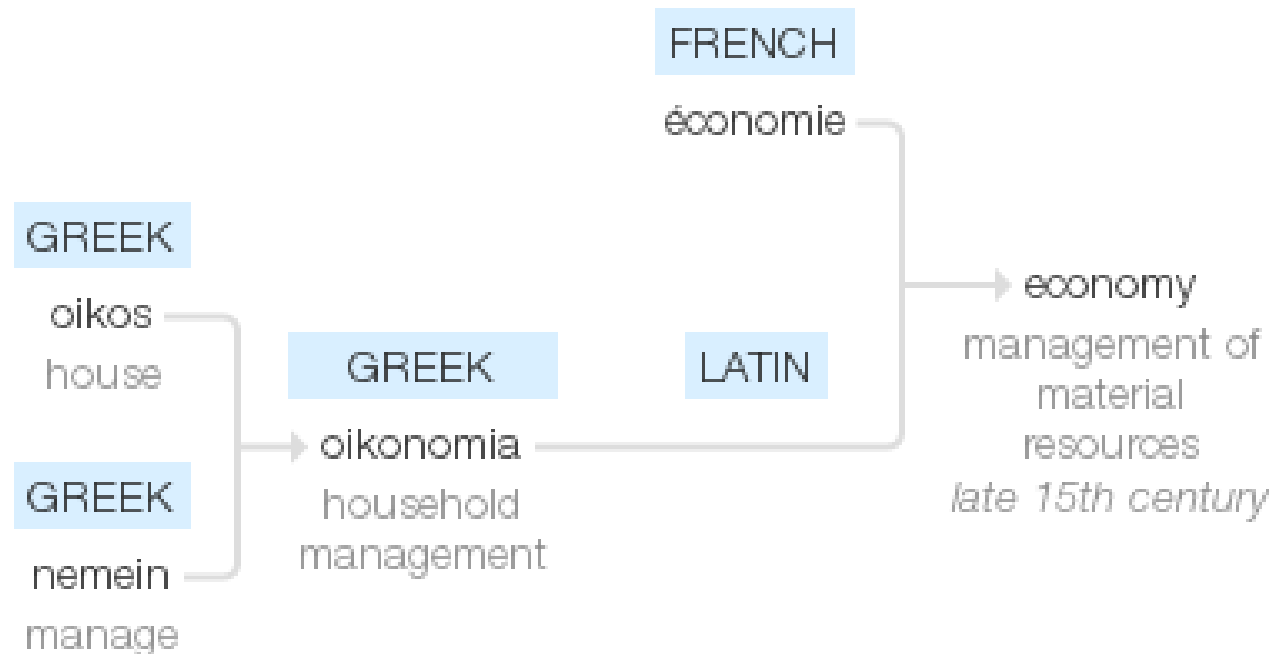 FRENCH
économie
GREEK
oikos
house
GREEK
nemein
manage
GREEK
oikonomia
household
management
LATIN
economy
management of
material
resources
late 15th century